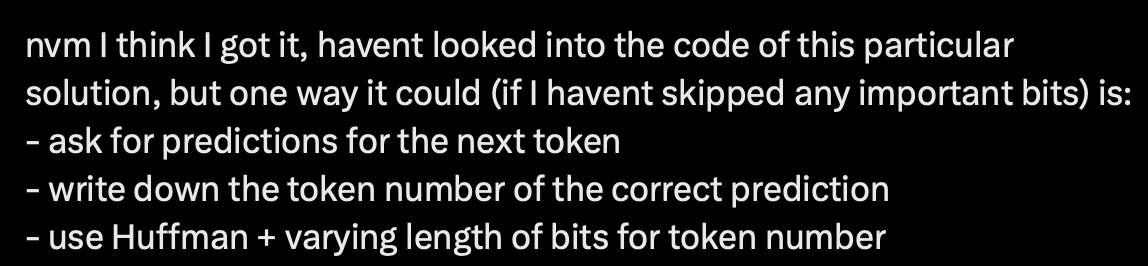 nvm I think I got it, havent looked into the code of this particular
solution, but one way it could (if I havent skipped any important bits) is:
- ask for predictions for the next token
- write down the token number of the correct prediction
- use Huffman + varying length of bits for token number